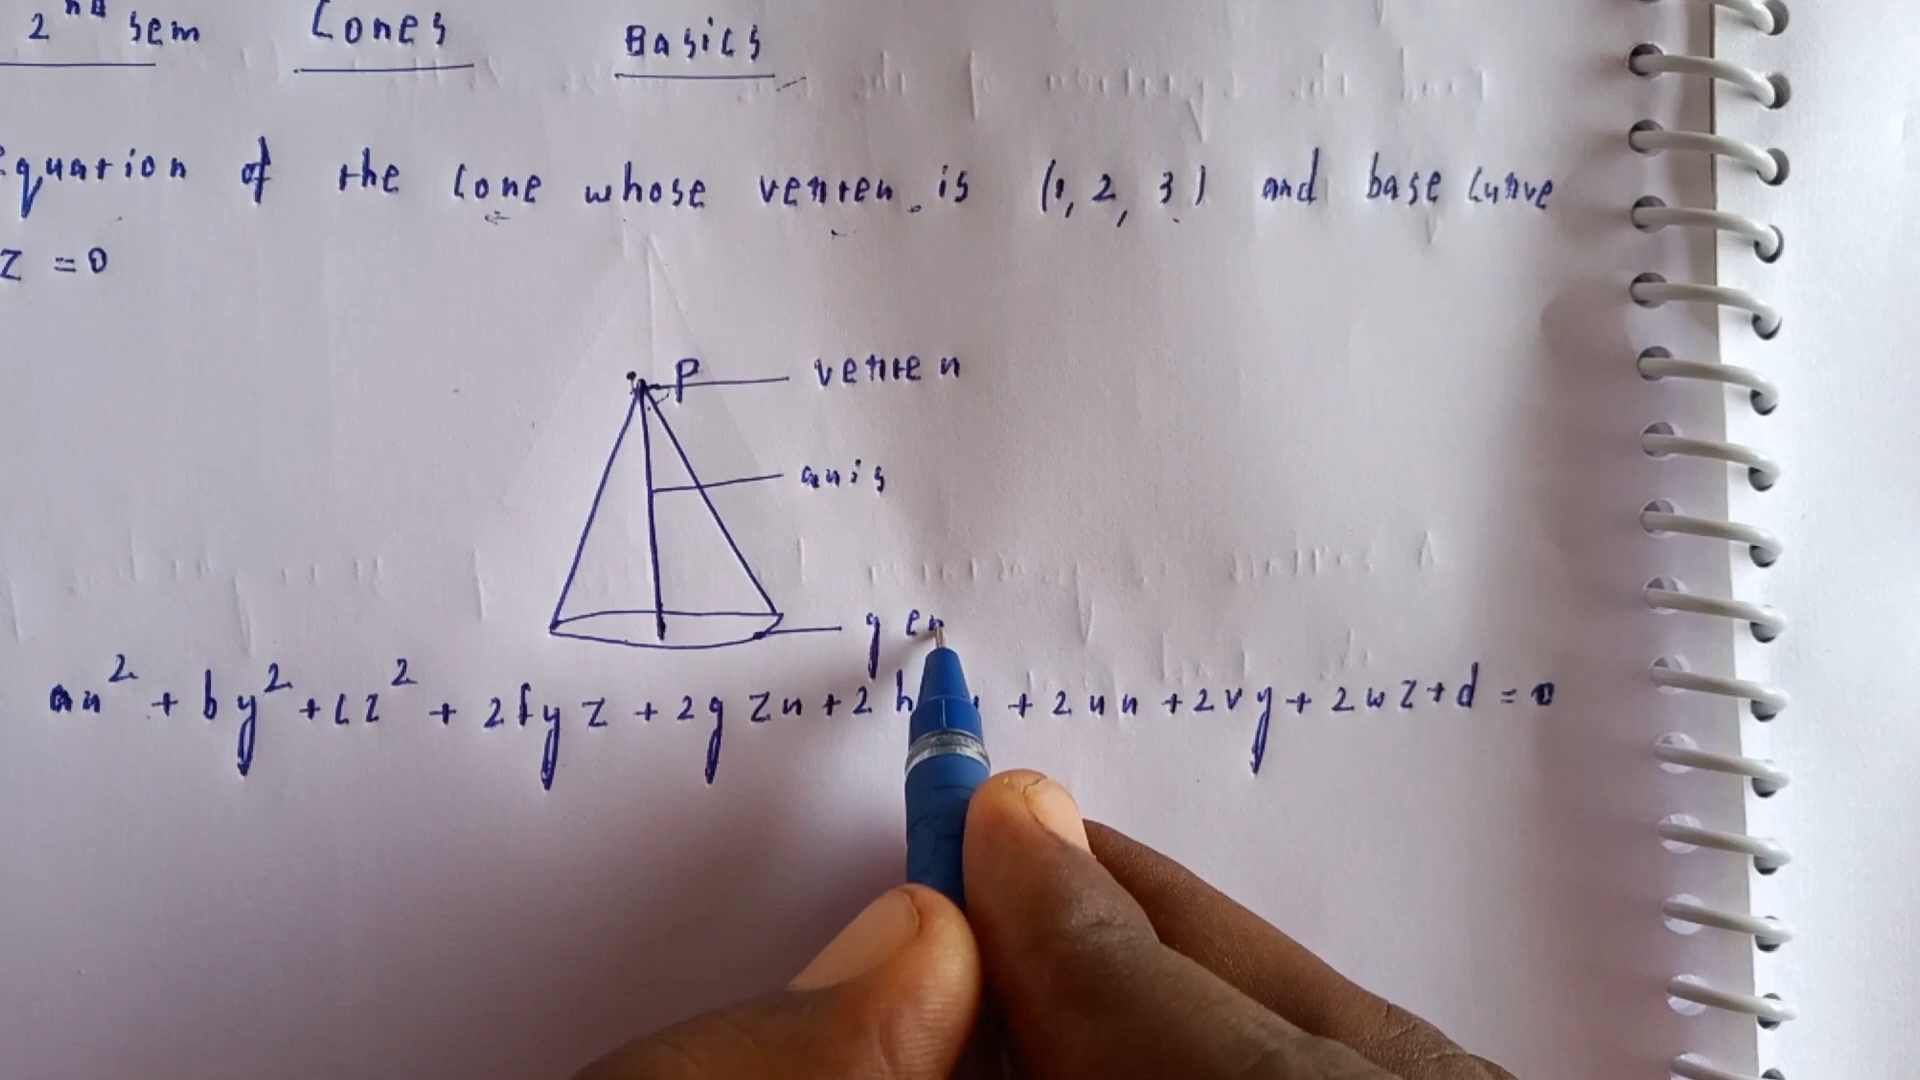 2nd sem Cones Basics
equation of the cone whose vertex is (1, 2, 3) and base curve
z = 0
P vertex
axis
gen
ax² + by² + cz² + 2fyz + 2gzx + 2h + 2ux + 2vy + 2wz + d = 0